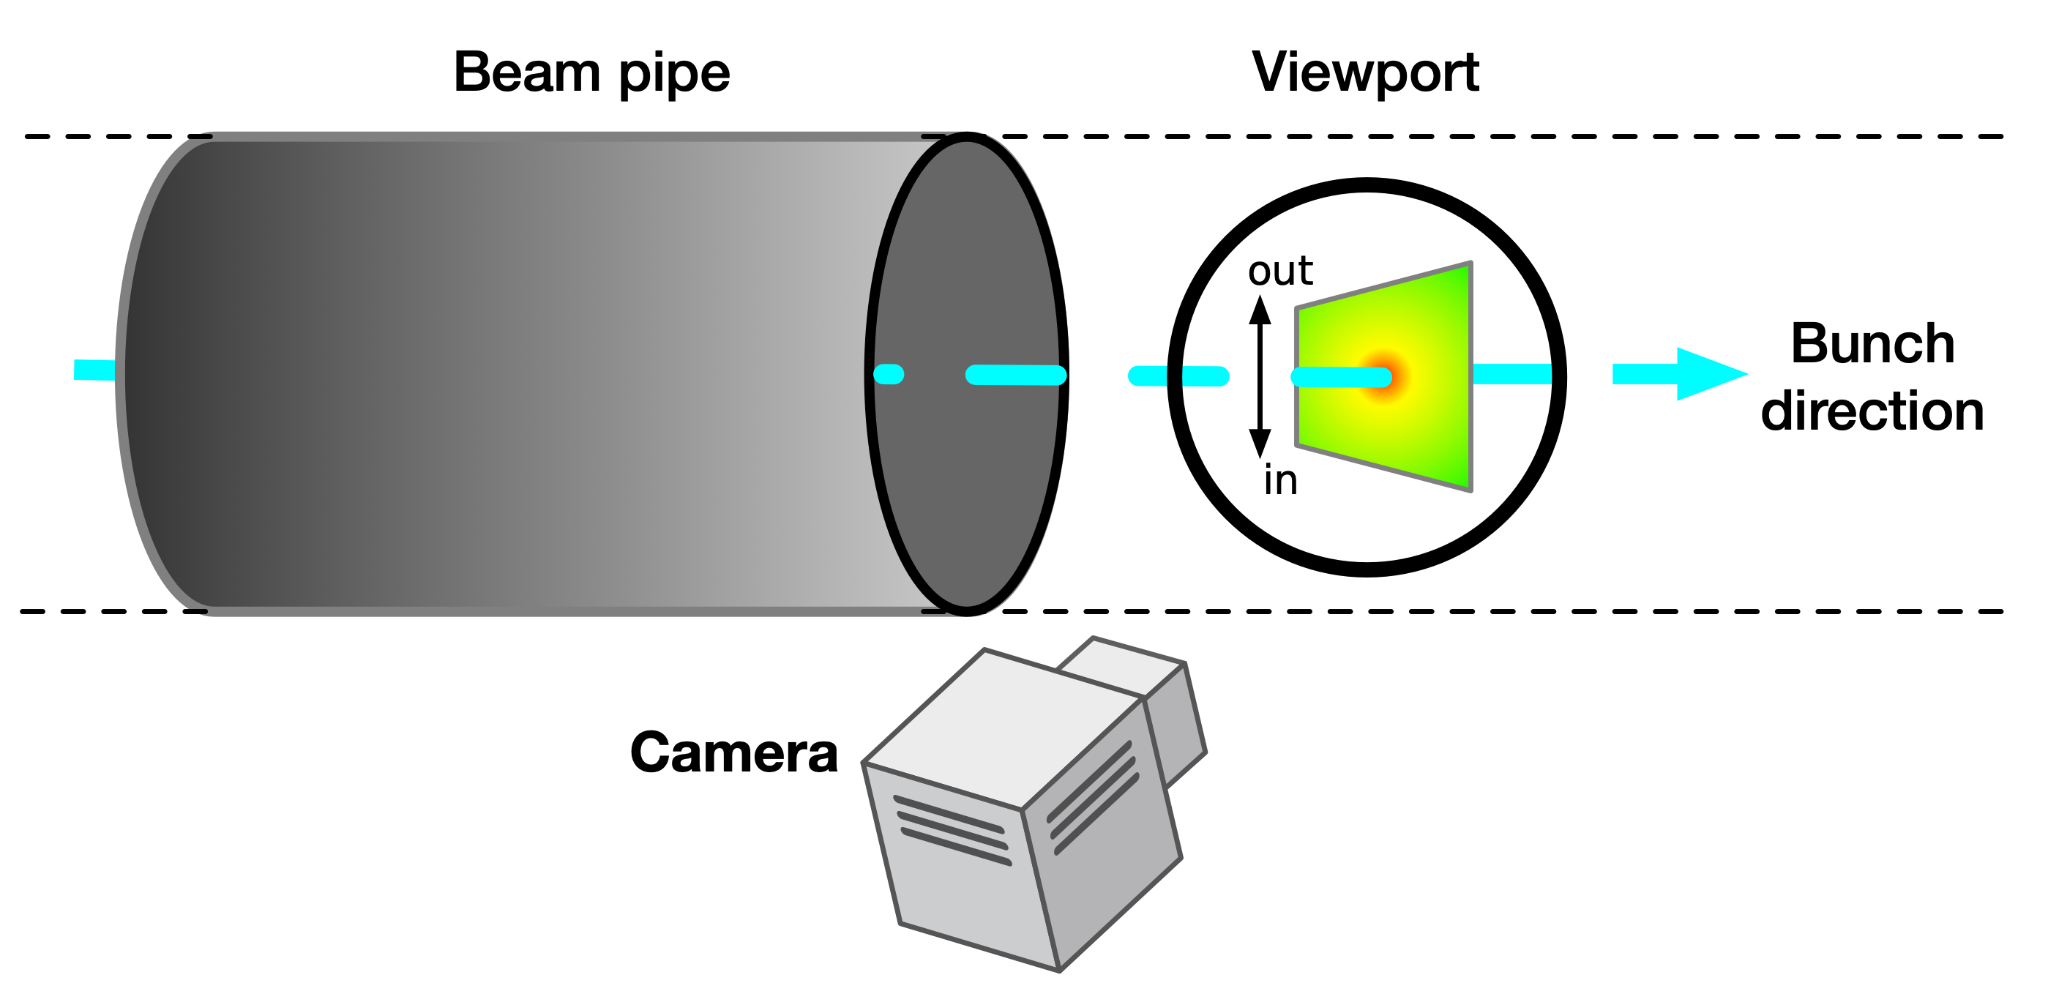 Beam pipe
Viewport
out
in
Bunch
direction
Camera